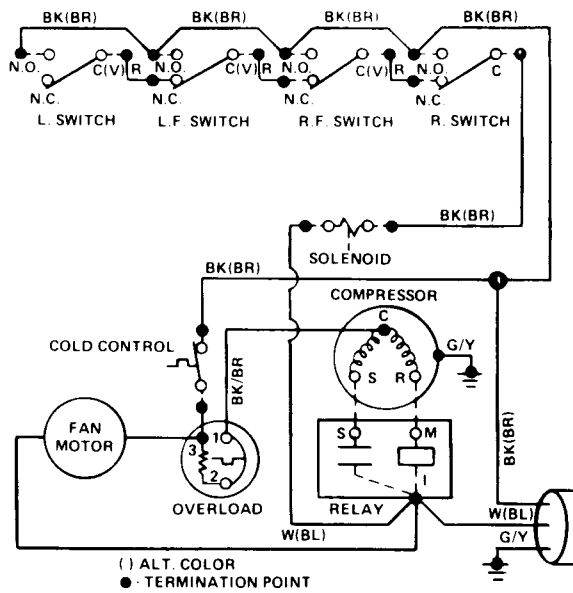 BK(BR) BK(BR) BK(BR) BK(BR)
N.O. C(V) R N.O. C(V) R N.O. C(V) R N.O. C
N.C. N.C. N.C. N.C.
L. SWITCH L.F. SWITCH R.F. SWITCH R. SWITCH
BK(BR)
SOLENOID
BK(BR)
COMPRESSOR
C
G/Y
COLD CONTROL
BK/BR
S R
FAN MOTOR
S M
BK(BR)
3 1
2
I
OVERLOAD
RELAY
W(BL)
W(BL)
G/Y
( ) ALT. COLOR
● - TERMINATION POINT